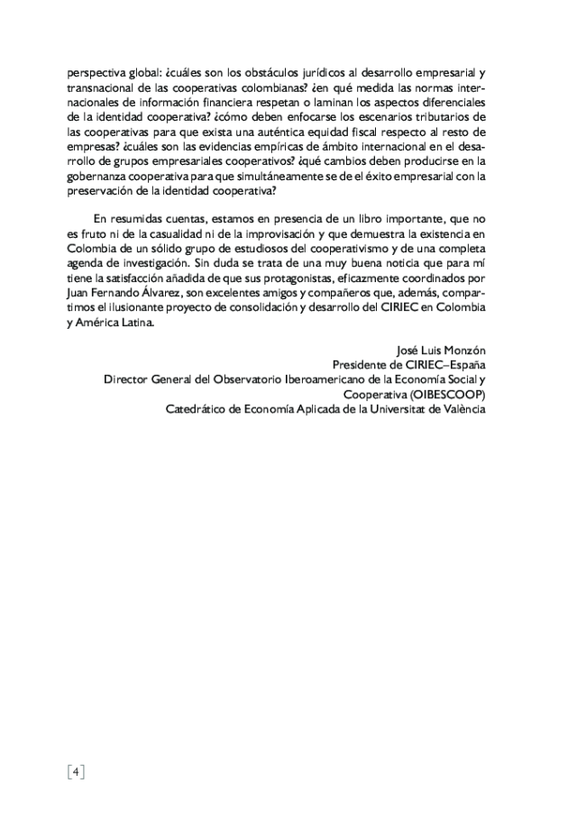 perspectiva global: ¿cuáles son los obstáculos jurídicos al desarrollo empresarial y
transnacional de las cooperativas colombianas? ¿en qué medida las normas inter-
nacionales de información financiera respetan o laminan los aspectos diferenciales
de la identidad cooperativa? ¿cómo deben enfocarse los escenarios tributarios de
las cooperativas para que exista una auténtica equidad fiscal respecto al resto de
empresas? ¿cuáles son las evidencias empíricas de ámbito internacional en el desa-
rrollo de grupos empresariales cooperativos? ¿qué cambios deben producirse en la
gobernanza cooperativa para que simultáneamente se de el éxito empresarial con la
preservación de la identidad cooperativa?
En resumidas cuentas, estamos en presencia de un libro importante, que no
es fruto ni de la casualidad ni de la improvisación y que demuestra la existencia en
Colombia de un sólido grupo de estudiosos del cooperativismo y de una completa
agenda de investigación. Sin duda se trata de una muy buena noticia que para mí
tiene la satisfacción añadida de que sus protagonistas, eficazmente coordinados por
Juan Fernando Álvarez, son excelentes amigos y compañeros que, además, compar-
timos el ilusionante proyecto de consolidación y desarrollo del CIRIEC en Colombia
y América Latina.
José Luis Monzón
Presidente de CIRIEC–España
Director General del Observatorio Iberoamericano de la Economía Social y
Cooperativa (OIBESCOOP)
Catedrático de Economía Aplicada de la Universitat de València
[4]